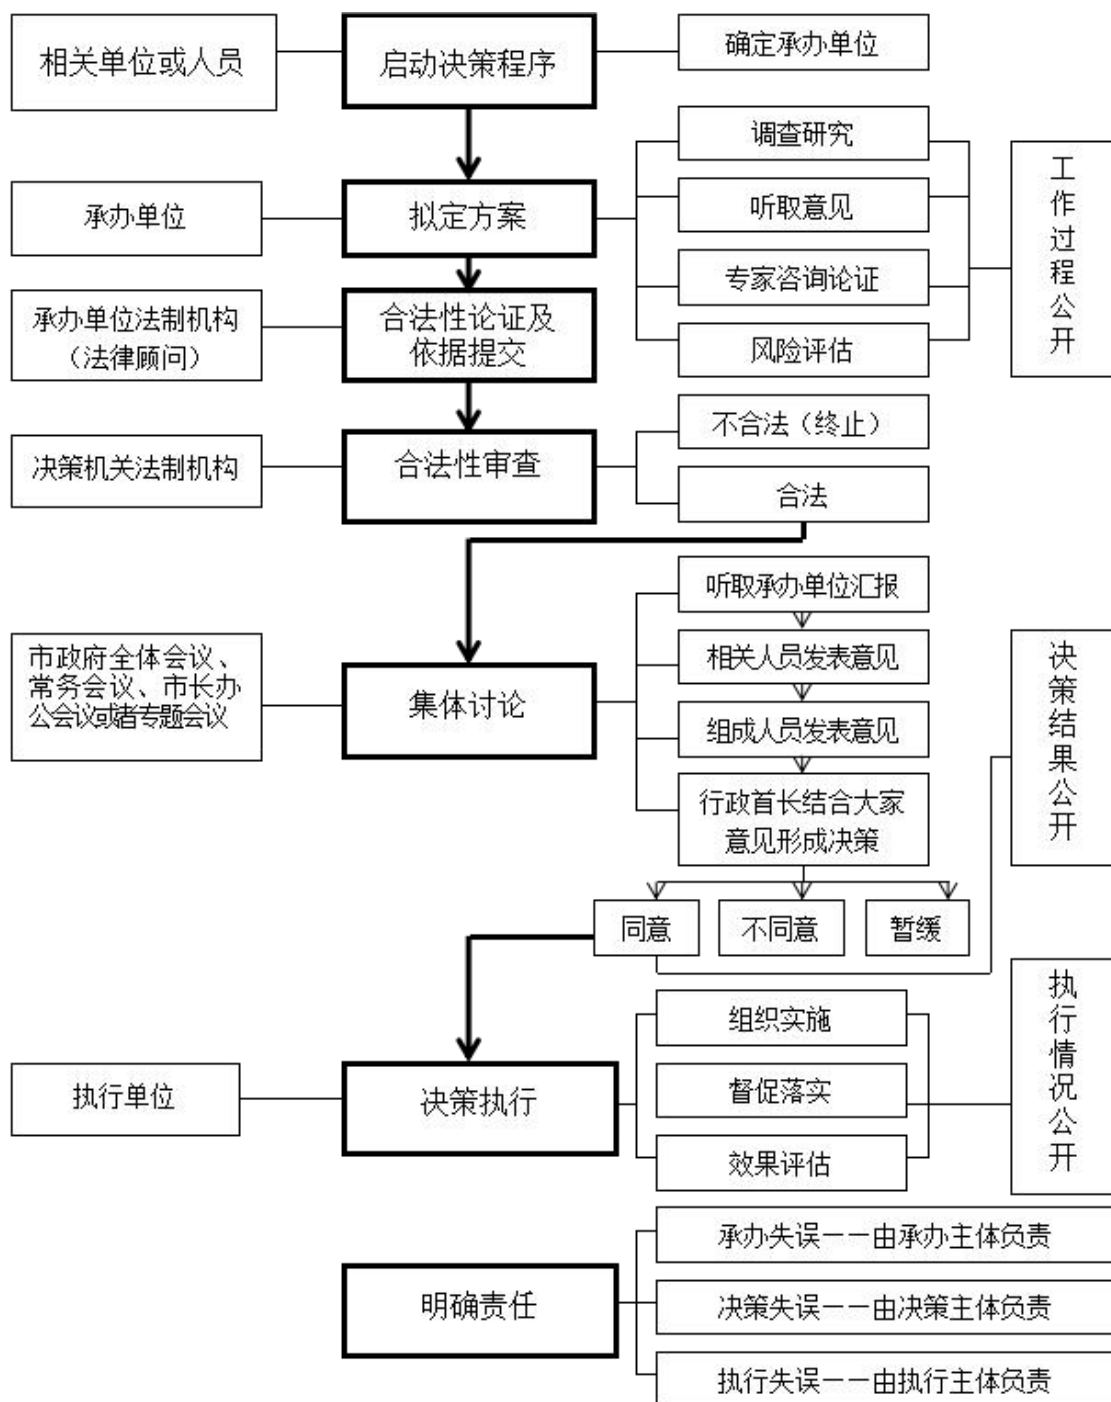 相关单位或人员
启动决策程序
确定承办单位
调查研究
承办单位
拟定方案
听取意见
专家咨询论证
风险评估
工作过程公开
承办单位法制机构
（法律顾问）
合法性论证及
依据提交
决策机关法制机构
合法性审查
不合法（终止）
合法
市政府全体会议、
常务会议、市长办
公会议或者专题会议
集体讨论
听取承办单位汇报
相关人员发表意见
组成人员发表意见
行政首长结合大家
意见形成决策
决策结果公开
同意
不同意
暂缓
执行单位
决策执行
组织实施
督促落实
效果评估
执行情况公开
明确责任
承办失误——由承办主体负责
决策失误——由决策主体负责
执行失误——由执行主体负责